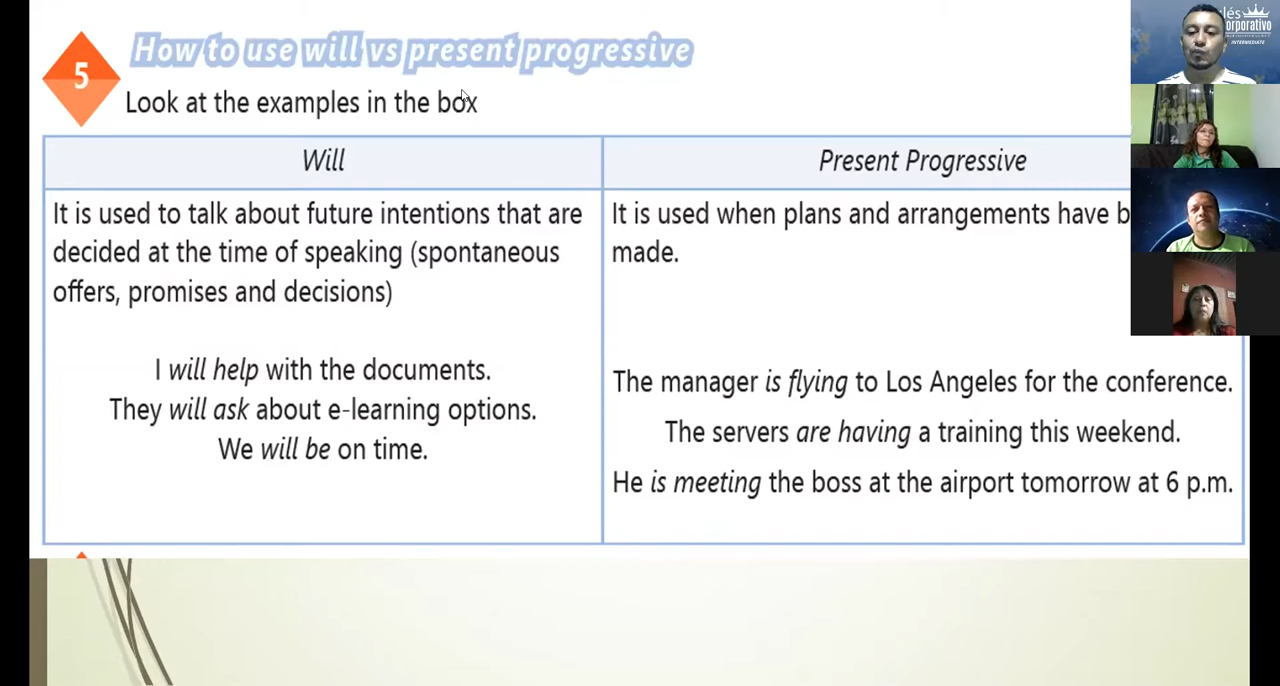 How to use will vs present progressive
5
Look at the examples in the box
Will
Present Progressive
It is used to talk about future intentions that are
decided at the time of speaking (spontaneous
offers, promises and decisions)
I will help with the documents.
They will ask about e-learning options.
We will be on time.
It is used when plans and arrangements have b
made.
The manager is flying to Los Angeles for the conference.
The servers are having a training this weekend.
He is meeting the boss at the airport tomorrow at 6 p.m.
lés
orporativo
INTERMEDIATE